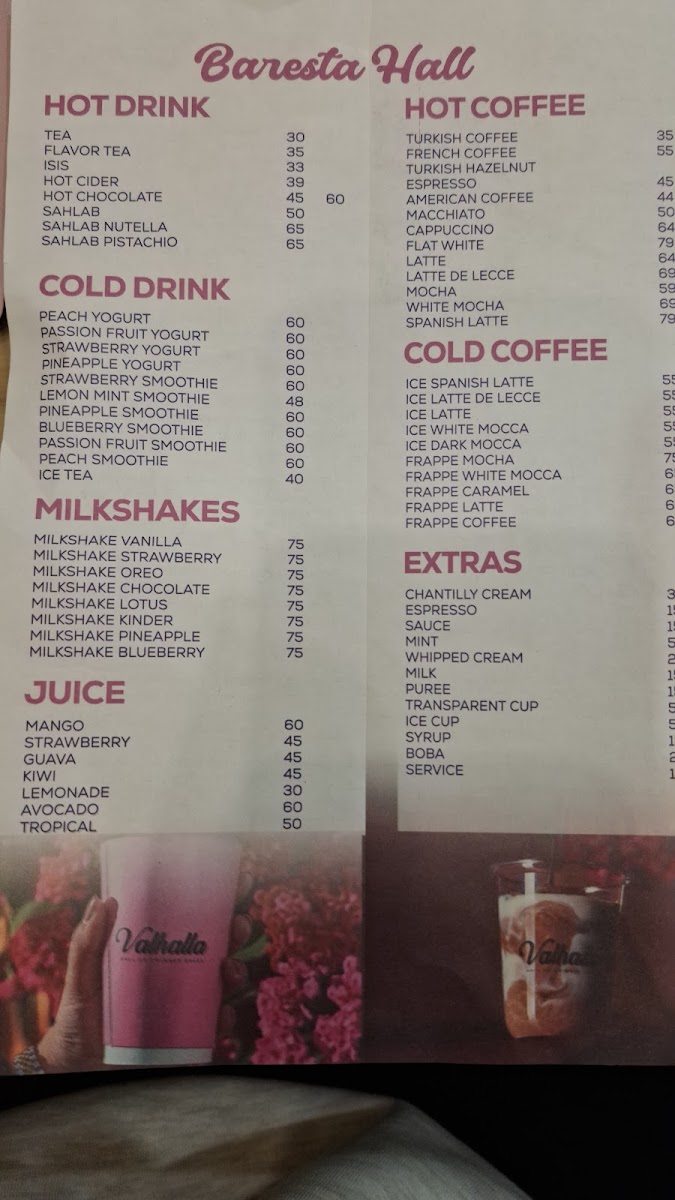 Baresta Hall
HOT DRINK
TEA 30
FLAVOR TEA 35
ISIS 33
HOT CIDER 39
HOT CHOCOLATE 45 60
SAHLAB 50
SAHLAB NUTELLA 65
SAHLAB PISTACHIO 65
COLD DRINK
PEACH YOGURT 60
PASSION FRUIT YOGURT 60
STRAWBERRY YOGURT 60
PINEAPPLE YOGURT 60
STRAWBERRY SMOOTHIE 60
LEMON MINT SMOOTHIE 48
PINEAPPLE SMOOTHIE 60
BLUEBERRY SMOOTHIE 60
PASSION FRUIT SMOOTHIE 60
PEACH SMOOTHIE 60
ICE TEA 40
MILKSHAKES
MILKSHAKE VANILLA 75
MILKSHAKE STRAWBERRY 75
MILKSHAKE OREO 75
MILKSHAKE CHOCOLATE 75
MILKSHAKE LOTUS 75
MILKSHAKE KINDER 75
MILKSHAKE PINEAPPLE 75
MILKSHAKE BLUEBERRY 75
JUICE
MANGO 60
STRAWBERRY 45
GUAVA 45
KIWI 45
LEMONADE 30
AVOCADO 60
TROPICAL 50
HOT COFFEE
TURKISH COFFEE 35
FRENCH COFFEE 55
TURKISH HAZELNUT
ESPRESSO 45
AMERICAN COFFEE 44
MACCHIATO 50
CAPPUCCINO 64
FLAT WHITE 79
LATTE 64
LATTE DE LECCE 69
MOCHA 59
WHITE MOCHA 69
SPANISH LATTE 79
COLD COFFEE
ICE SPANISH LATTE
ICE LATTE DE LECCE
ICE LATTE
ICE WHITE MOCCA
ICE DARK MOCCA
FRAPPE MOCHA
FRAPPE WHITE MOCCA
FRAPPE CARAMEL
FRAPPE LATTE
FRAPPE COFFEE
EXTRAS
CHANTILLY CREAM
ESPRESSO
SAUCE
MINT
WHIPPED CREAM
MILK
PUREE
TRANSPARENT CUP
ICE CUP
SYRUP
BOBA
SERVICE
Valhalla